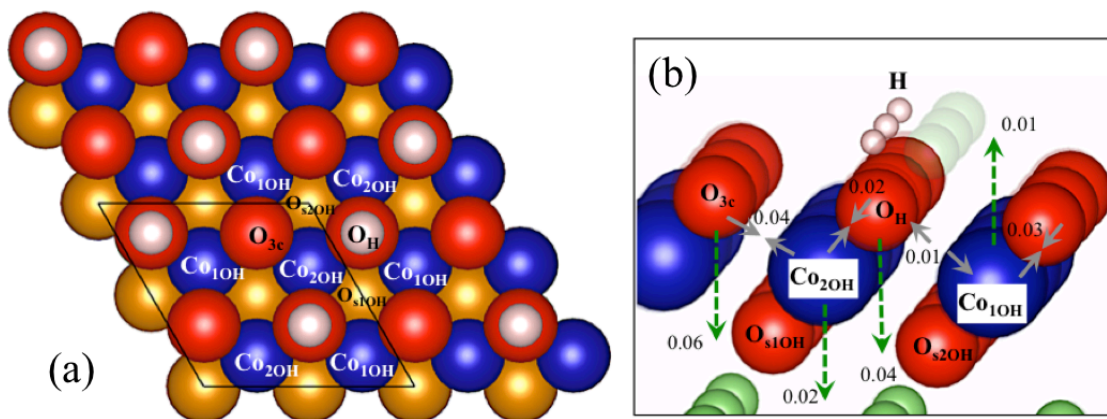 Co1OH Co2OH
Os2OH
O3c OH
Co1OH Co2OH Co1OH
Os1OH
Co2OH Co1OH
(a)
(b)
H
0.01
O3c
0.02
OH
0.04
0.03
0.01
Co2OH
Co1OH
Os1OH
Os2OH
0.06
0.04
0.02